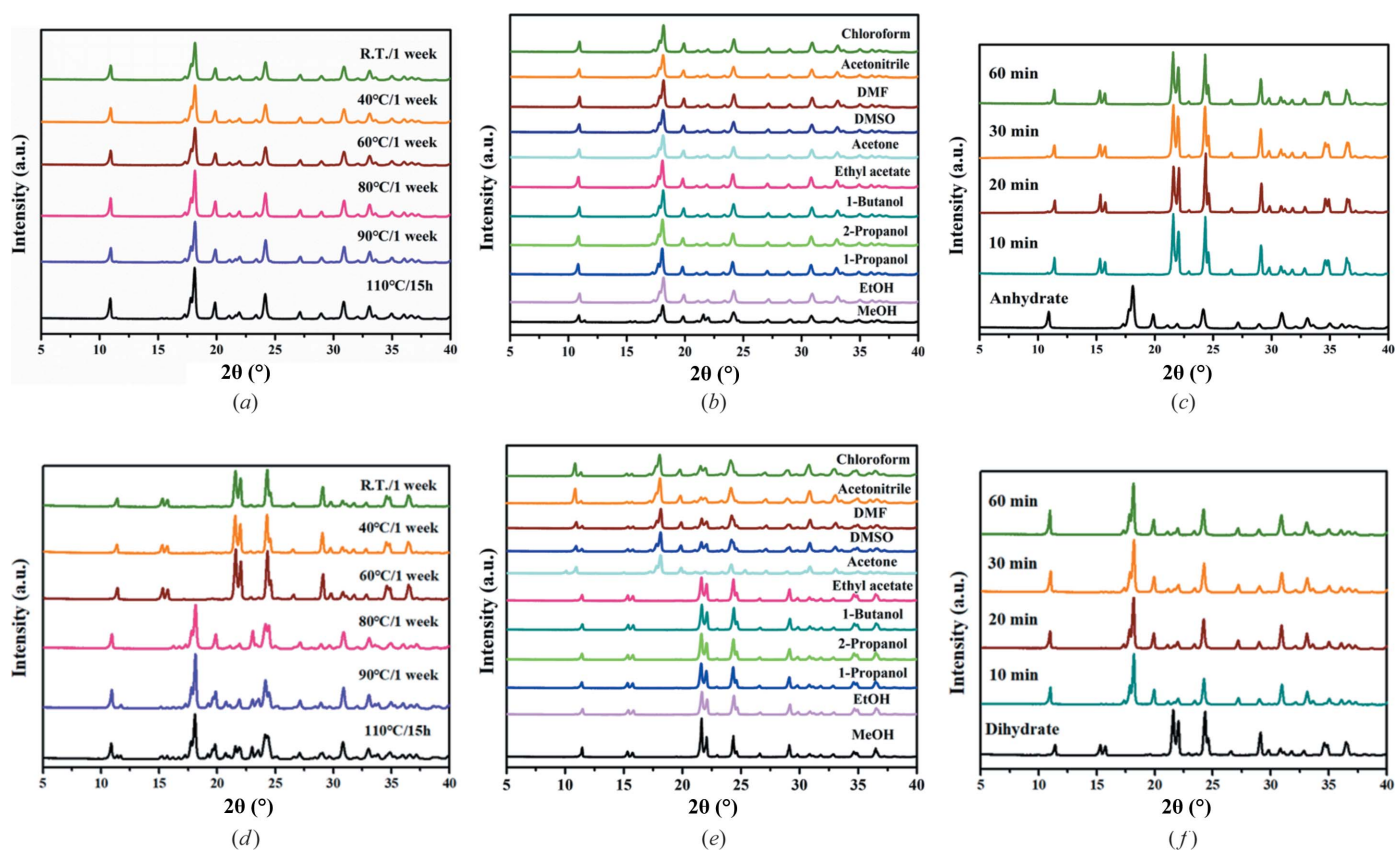 R.T./1 week
40°C/1 week
60°C/1 week
80°C/1 week
90°C/1 week
110°C/15h
Intensity (a.u.)
5 10 15 20 25 30 35 40
2θ (°)
(a)
Chloroform
Acetonitrile
DMF
DMSO
Acetone
Ethyl acetate
1-Butanol
2-Propanol
1-Propanol
EtOH
MeOH
Intensity (a.u.)
5 10 15 20 25 30 35 40
2θ (°)
(b)
60 min
30 min
20 min
10 min
Anhydrate
Intensity (a.u.)
5 10 15 20 25 30 35 40
2θ (°)
(c)
R.T./1 week
40°C/1 week
60°C/1 week
80°C/1 week
90°C/1 week
110°C/15h
Intensity (a.u.)
5 10 15 20 25 30 35 40
2θ (°)
(d)
Chloroform
Acetonitrile
DMF
DMSO
Acetone
Ethyl acetate
1-Butanol
2-Propanol
1-Propanol
EtOH
MeOH
Intensity (a.u.)
5 10 15 20 25 30 35 40
2θ (°)
(e)
60 min
30 min
20 min
10 min
Dihydrate
Intensity (a.u.)
5 10 15 20 25 30 35 40
2θ (°)
(f)